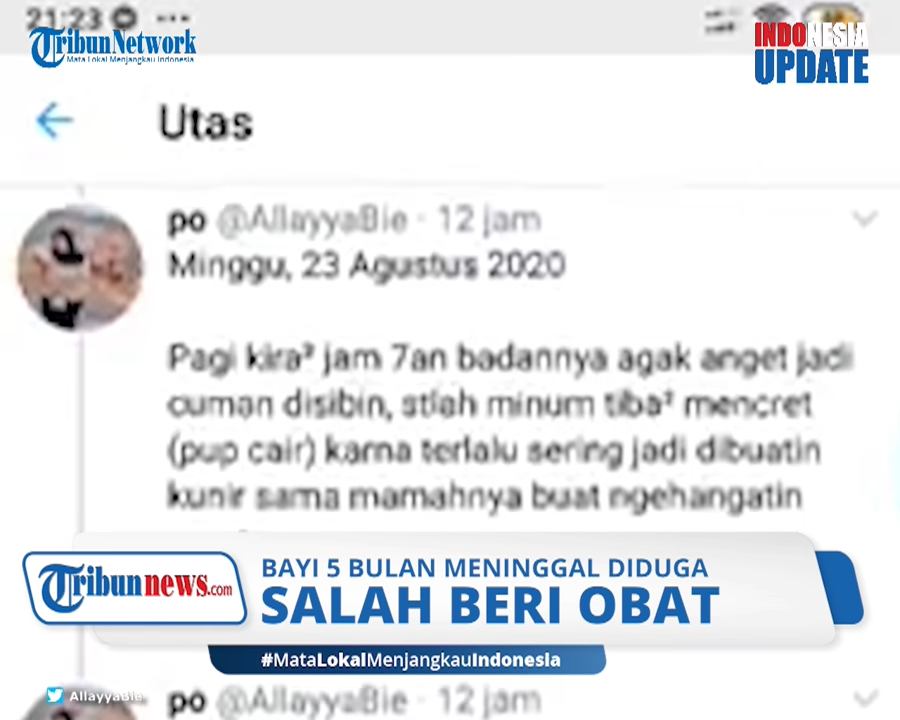 21:23
TribunNetwork
Mata Lokal Menjangkau Indonesia
INDONESIA
UPDATE
Utas
po @AllayyaBie · 12 jam
Minggu, 23 Agustus 2020
Pagi kira² jam 7an badannya agak anget jadi
cuman disibin, stlah minum tiba² mencret
(pup cair) karna terlalu sering jadi dibuatin
kunir sama mamahnya buat ngehangatin
Tribunnews.com
BAYI 5 BULAN MENINGGAL DIDUGA
SALAH BERI OBAT
#MataLokalMenjangkauIndonesia
AllayyaBie
po @AllayyaBie · 12 jam